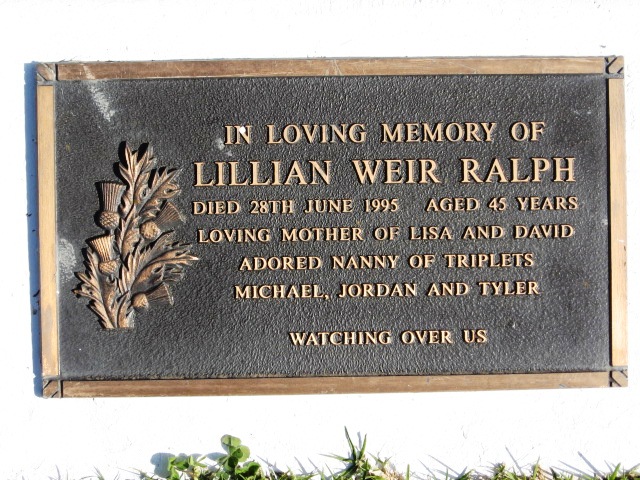 IN LOVING MEMORY OF
LILLIAN WEIR RALPH
DIED 28TH JUNE 1995 AGED 45 YEARS
LOVING MOTHER OF LISA AND DAVID
ADORED NANNY OF TRIPLETS
MICHAEL, JORDAN AND TYLER
WATCHING OVER US